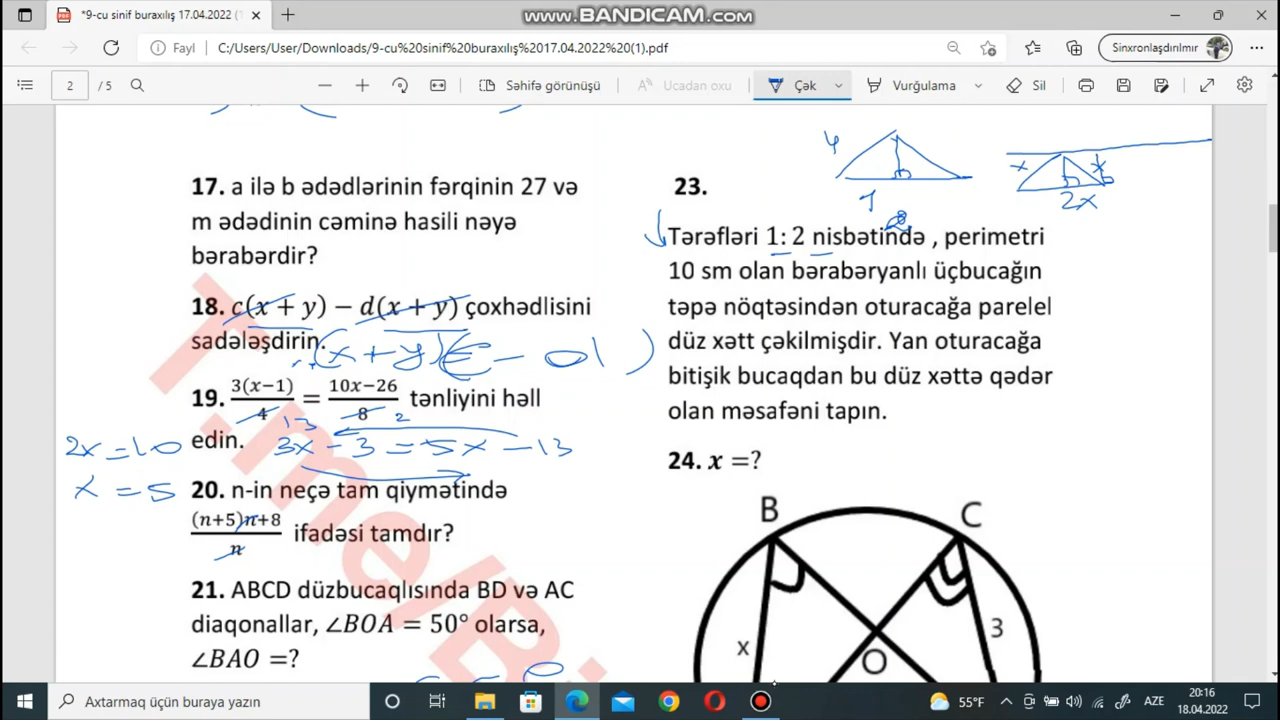 *9-cu sinif buraxılış 17.04.2022 (1
www.BANDICAM.com
Fayl
C:/Users/User/Downloads/9-cu%20sinif%20buraxılış%2017.04.2022%20(1).pdf
Sinxronlaşdırılmır
2 / 5
Səhifə görünüşü
Ucadan oxu
Çək
Vurğulama
Sil
17. a ilə b ədədlərinin fərqinin 27 və
m ədədinin cəminə hasili nəyə
bərabərdir?
18. c(x + y) − d(x + y) çoxhədlisini
sadələşdirin.
(x+y)(c - d)
19. 3(x−1)/4 = 10x−26/8 tənliyini həll
edin.
13 2
3x - 3 = 5x - 13
2x = 10
x = 5
20. n-in neçə tam qiymətində
(n+5)n+8/n ifadəsi tamdır?
21. ABCD düzbucaqlısında BD və AC
diaqonallar, ∠BOA = 50° olarsa,
∠BAO =?
23.
4
x x
2x
Tərəfləri 1: 2 nisbətində , perimetri
10 sm olan bərabəryanlı üçbucağın
təpə nöqtəsindən oturacağa parelel
düz xətt çəkilmişdir. Yan oturacağa
bitişik bucaqdan bu düz xəttə qədər
olan məsafəni tapın.
24. x =?
B
C
3
x
O
T.me/Bi
Axtarmaq üçün buraya yazın
55°F
AZE
20:16
18.04.2022